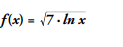 f(x) = √7 · ln x